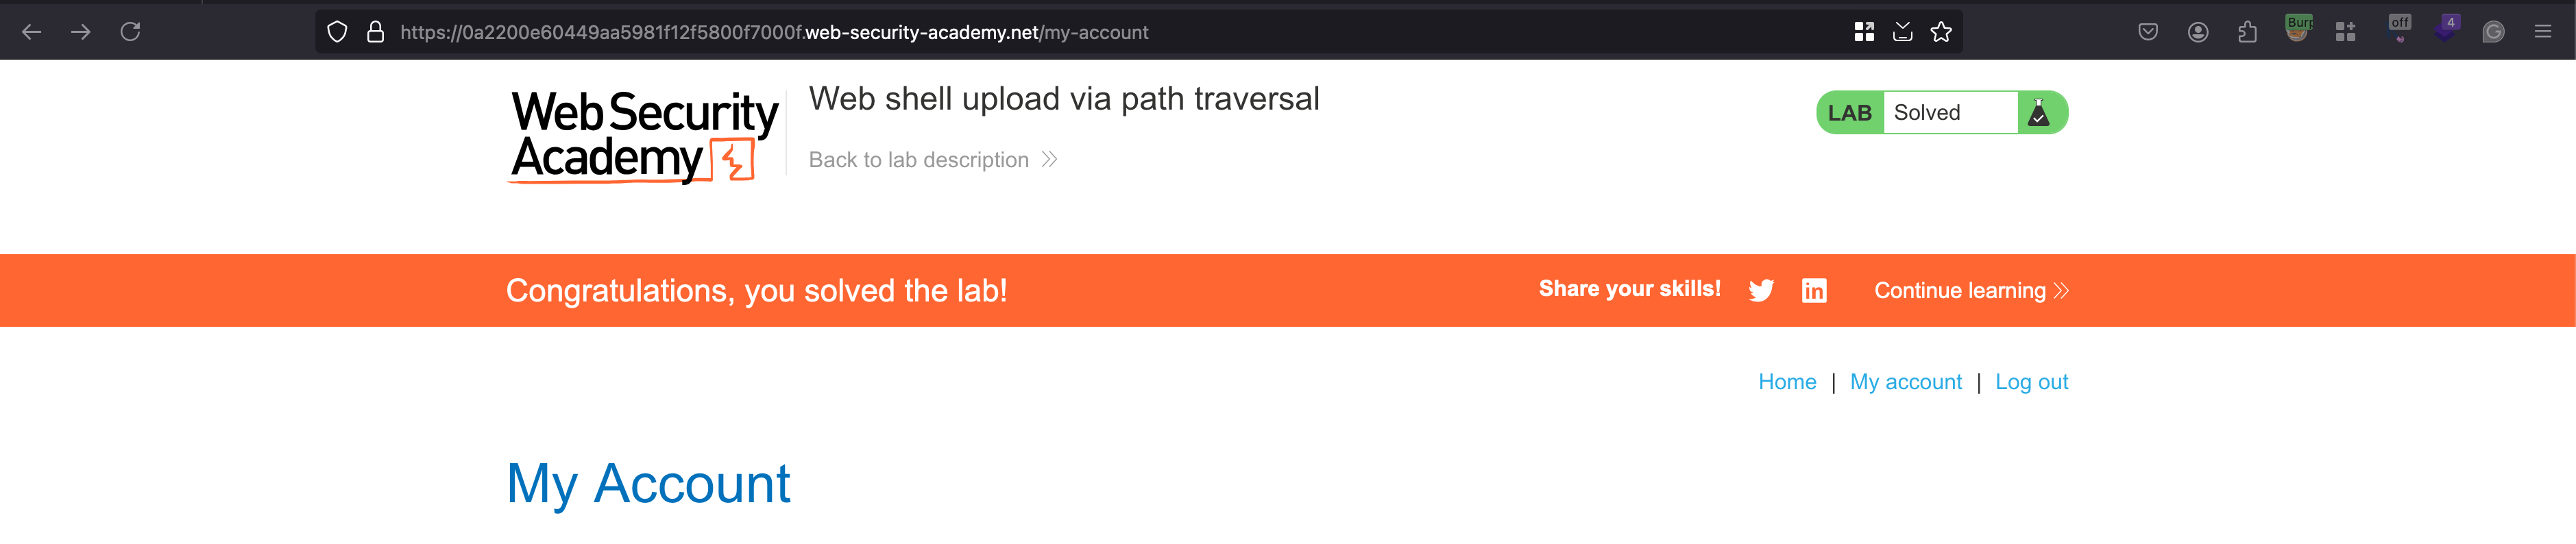 https://0a2200e60449aa5981f12f5800f7000f.web-security-academy.net/my-account
Burp
off
4
Web Security
Academy
Web shell upload via path traversal
Back to lab description
LAB Solved
Congratulations, you solved the lab!
Share your skills!
Continue learning
Home | My account | Log out
My Account